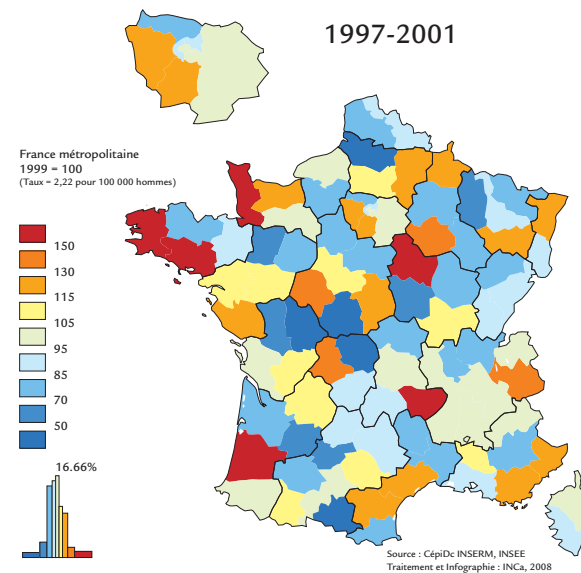 1997-2001
France métropolitaine
1999 = 100
(Taux = 2,22 pour 100 000 hommes)
150
130
115
105
95
85
70
50
16.66%
Source : CépiDc INSERM, INSEE
Traitement et Infographie : INCa, 2008